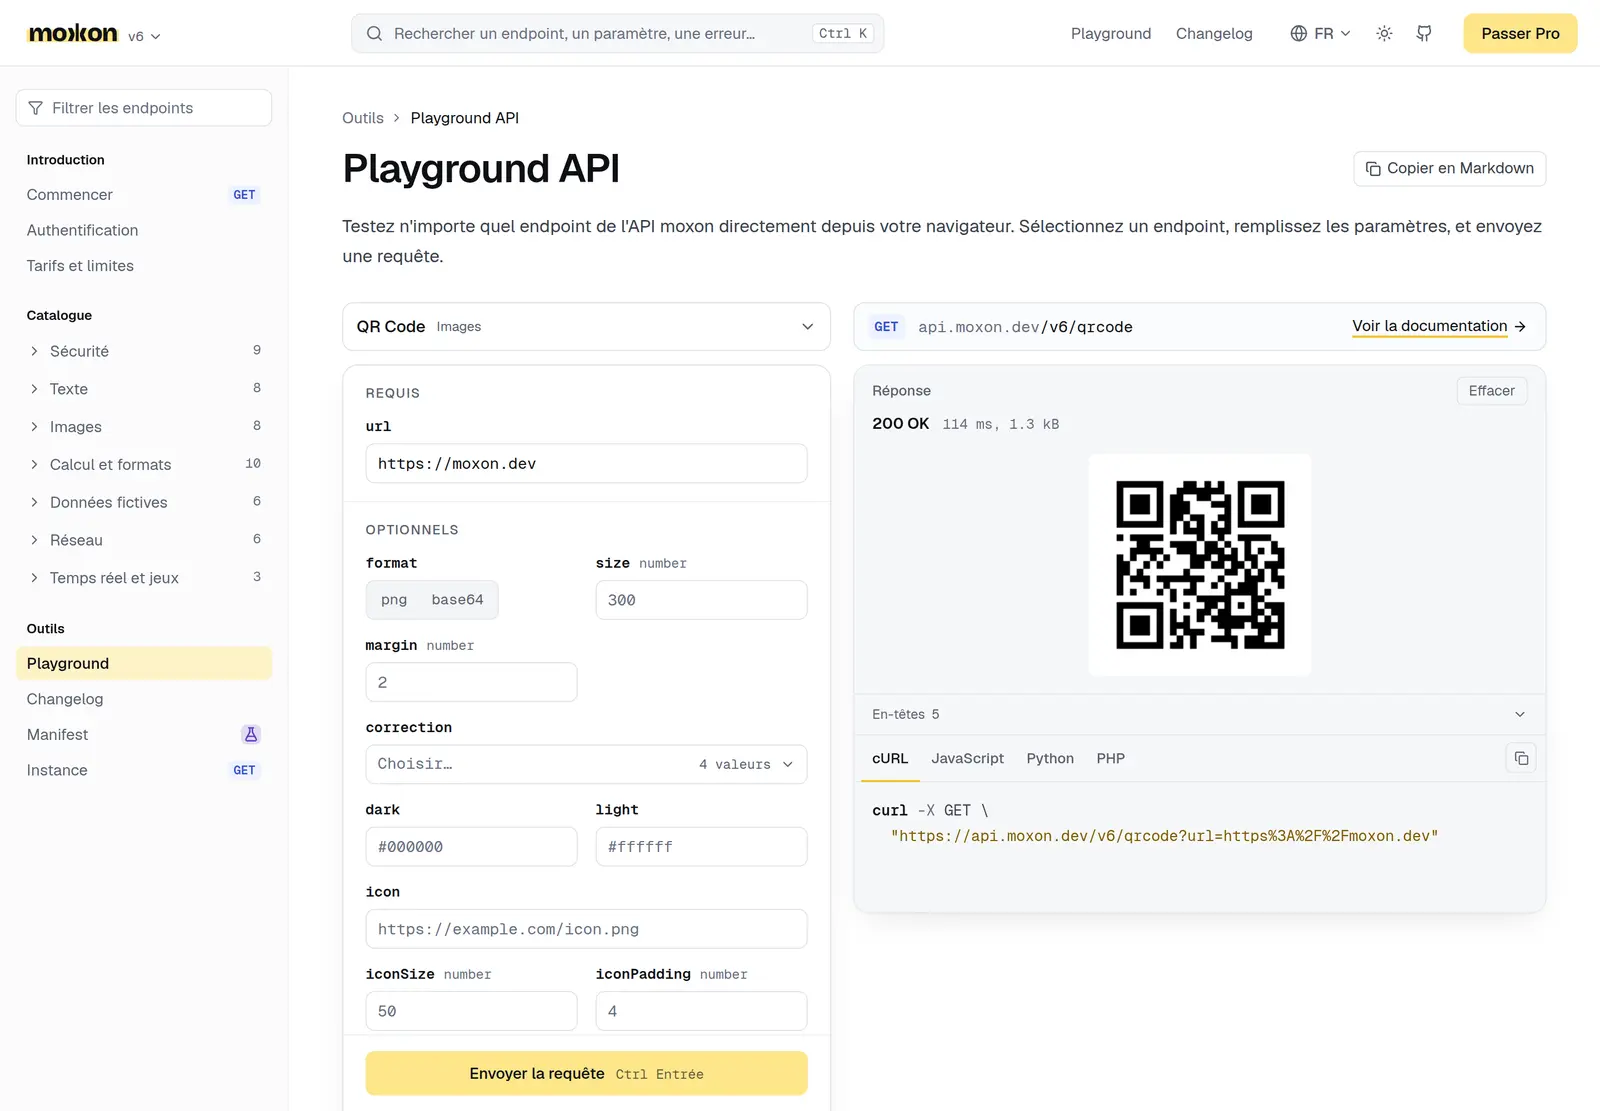 moxon v6
Rechercher un endpoint, un paramètre, une erreur... Ctrl K
Playground Changelog FR Passer Pro
Filtrer les endpoints
Introduction
Commencer GET
Authentification
Tarifs et limites
Catalogue
Sécurité 9
Texte 8
Images 8
Calcul et formats 10
Données fictives 6
Réseau 6
Temps réel et jeux 3
Outils
Playground
Changelog
Manifest
Instance GET
Outils > Playground API
Playground API
Copier en Markdown
Testez n'importe quel endpoint de l'API moxon directement depuis votre navigateur. Sélectionnez un endpoint, remplissez les paramètres, et envoyez
une requête.
QR Code Images
REQUIS
url
https://moxon.dev
OPTIONNELS
format size number
png base64 300
margin number
2
correction
Choisir... 4 valeurs
dark light
#000000 #ffffff
icon
https://example.com/icon.png
iconSize number iconPadding number
50 4
Envoyer la requête Ctrl Entrée
GET api.moxon.dev/v6/qrcode Voir la documentation →
Réponse Effacer
200 OK 114 ms, 1.3 kB
En-têtes 5
cURL JavaScript Python PHP
curl -X GET \
"https://api.moxon.dev/v6/qrcode?url=https%3A%2F%2Fmoxon.dev"